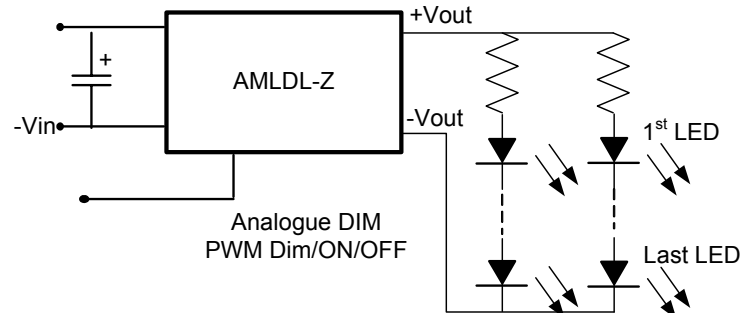 +Vout
+
AMLDL-Z
-Vout
-Vin
1st LED
Analogue DIM
PWM Dim/ON/OFF
Last LED